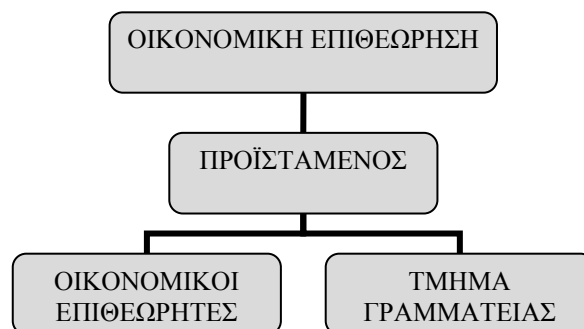 ΟΙΚΟΝΟΜΙΚΗ ΕΠΙΘΕΩΡΗΣΗ
ΠΡΟΪΣΤΑΜΕΝΟΣ
ΟΙΚΟΝΟΜΙΚΟΙ
ΕΠΙΘΕΩΡΗΤΕΣ
ΤΜΗΜΑ
ΓΡΑΜΜΑΤΕΙΑΣ